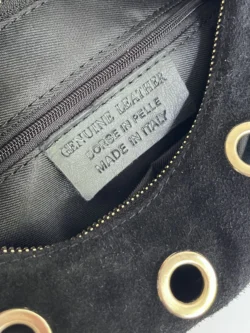 GENUINE LEATHER
BORSE IN PELLE
MADE IN ITALY